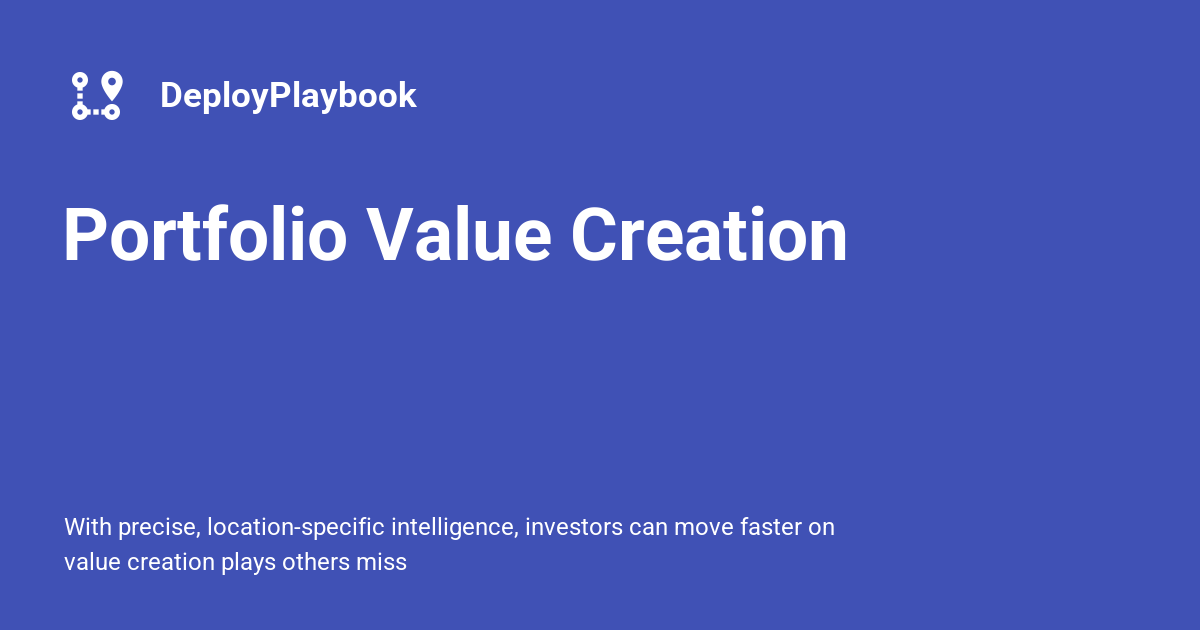 DeployPlaybook
Portfolio Value Creation
With precise, location-specific intelligence, investors can move faster on
value creation plays others miss